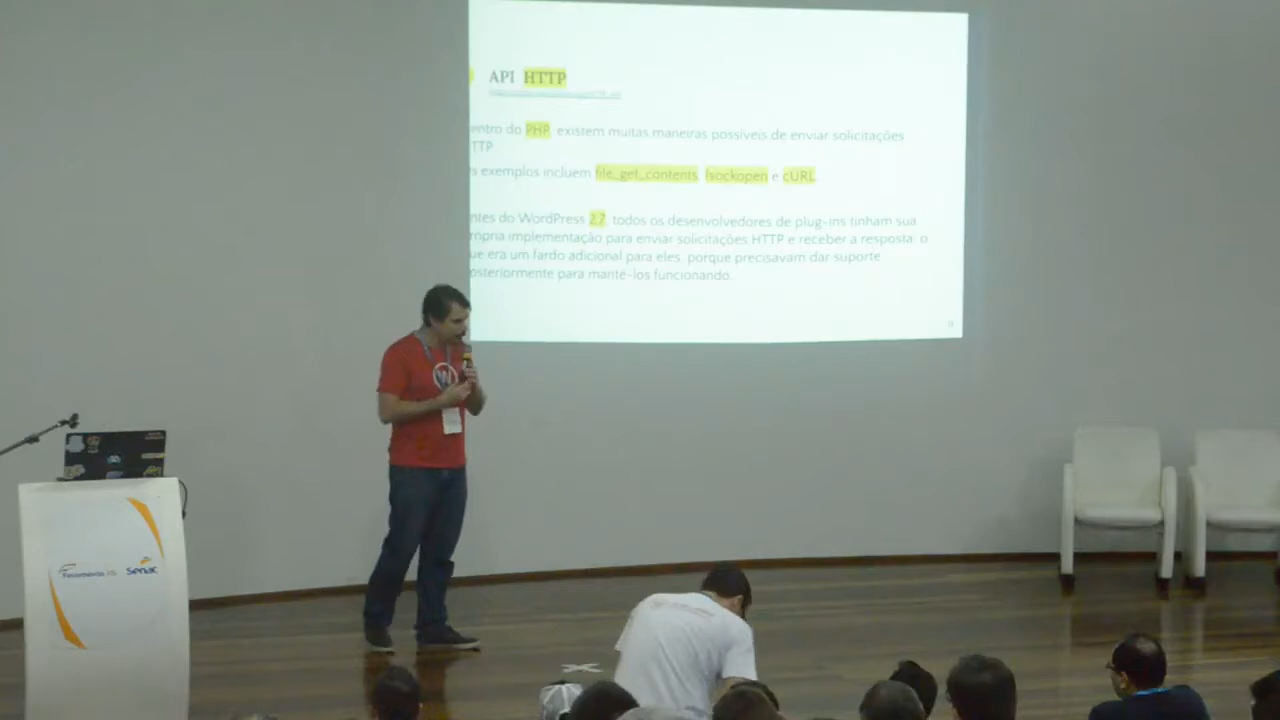 API HTTP
entro do PHP, existem muitas maneiras possíveis de enviar solicitações
TTP
s exemplos incluem file_get_contents, fsockopen e cURL.
ntes do WordPress 2.7, todos os desenvolvedores de plug-ins tinham sua
rópria implementação para enviar solicitações HTTP e receber a resposta, o
ue era um fardo adicional para eles, porque precisavam dar suporte
osteriormente para mantê-los funcionando.
W
Fecomércio RS
Senac